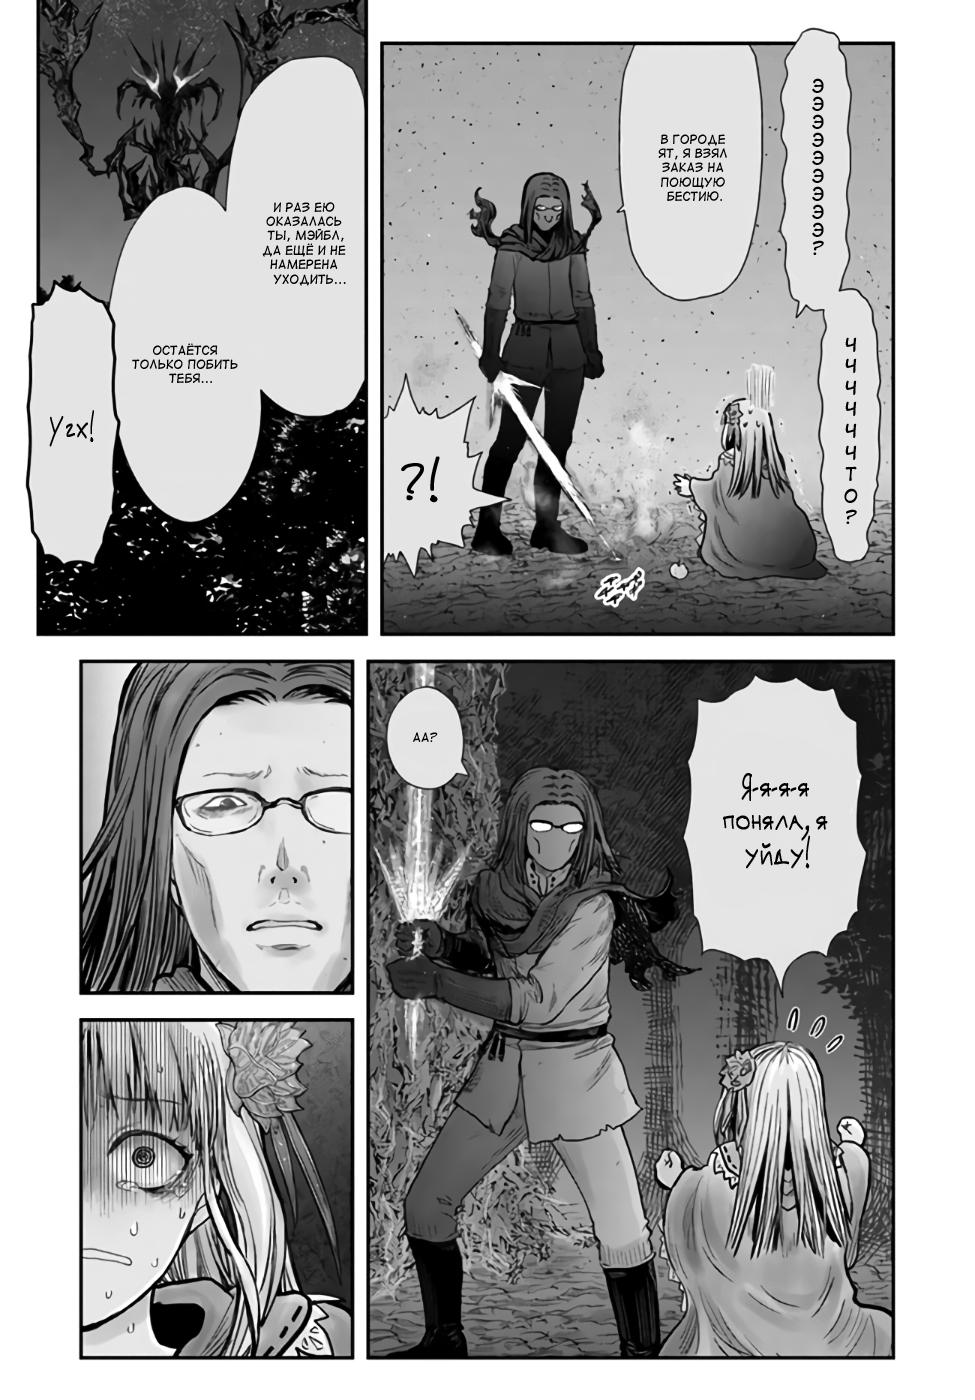 ЭЭЭЭЭЭЭЭЭ?
ЧЧЧЧЧЧТО?
В ГОРОДЕ
ЯТ, Я ВЗЯЛ
ЗАКАЗ НА
ПОЮЩУЮ
БЕСТИЮ.
?!
И РАЗ ЕЮ
ОКАЗАЛАСЬ
ТЫ, МЭЙБЛ,
ДА ЕЩЁ И НЕ
НАМЕРЕНА
УХОДИТЬ...
ОСТАЁТСЯ
ТОЛЬКО ПОБИТЬ
ТЕБЯ...
Угх!
Я-я-я-я
поняла, я
уйду!
АА?